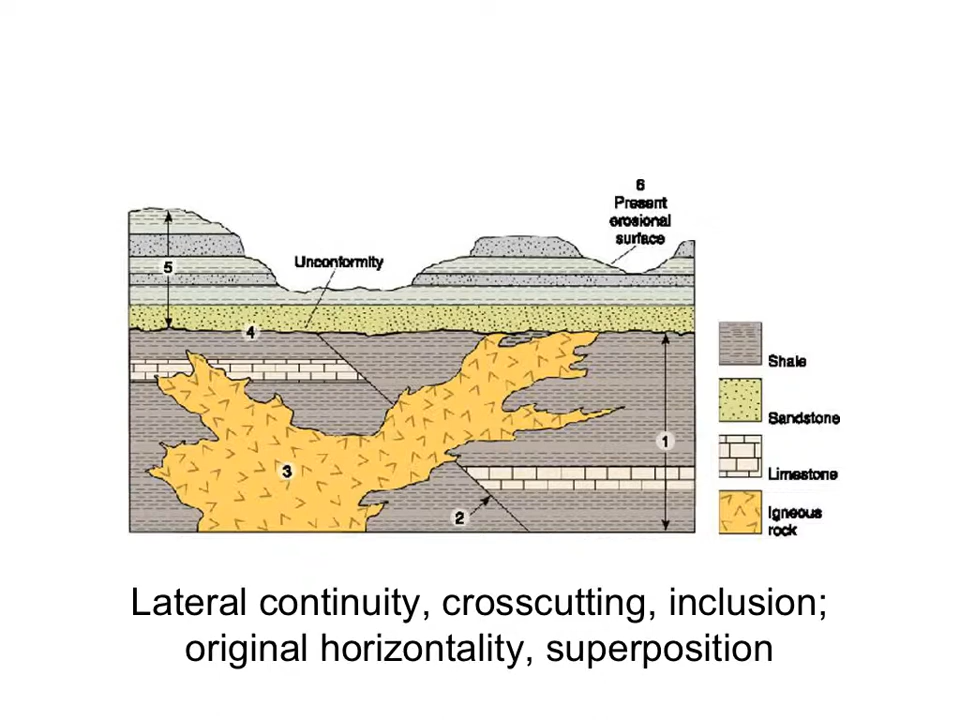 6
Present
erosional
surface
5
Unconformity
4
1
3
2
Shale
Sandstone
Limestone
Igneous
rock
Lateral continuity, crosscutting, inclusion;
original horizontality, superposition